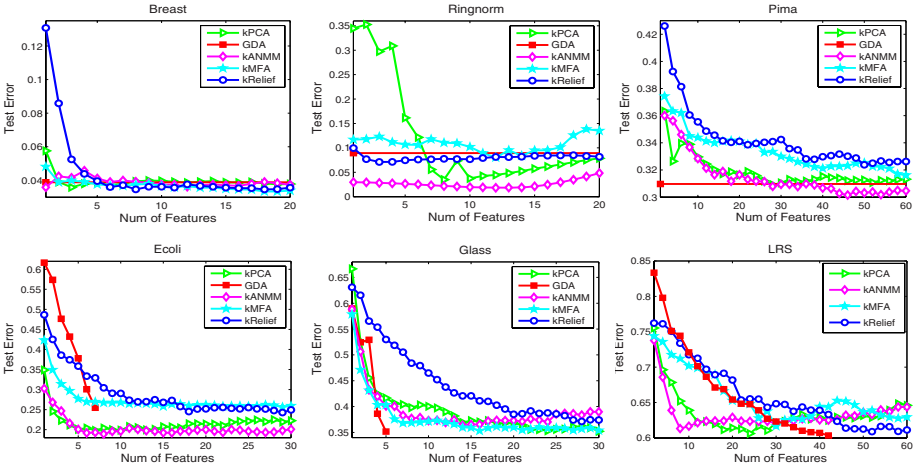 Breast
Test Error
0.13
0.1
0.08
0.06
0.04
5
10
15
20
Num of Features
kPCA
GDA
kANMM
kMFA
kRelief
Ringnorm
Test Error
0.35
0.3
0.25
0.2
0.15
0.1
0.05
0
5
10
15
20
Num of Features
kPCA
GDA
kANMM
kMFA
kRelief
Pima
Test Error
0.42
0.4
0.38
0.36
0.34
0.32
0.3
10
20
30
40
50
60
Num of Features
kPCA
GDA
kANMM
kMFA
kRelief
Ecoli
Test Error
0.6
0.5
0.4
0.35
0.3
0.25
0.2
5
10
15
20
25
30
Num of Features
kPCA
GDA
kANMM
kMFA
kRelief
Glass
Test Error
0.65
0.6
0.55
0.5
0.45
0.4
0.35
5
10
15
20
25
30
Num of Features
kPCA
GDA
kANMM
kMFA
kRelief
LRS
Test Error
0.85
0.8
0.75
0.7
0.65
0.6
10
20
30
40
50
60
Num of Features
kPCA
GDA
kANMM
kMFA
kRelief